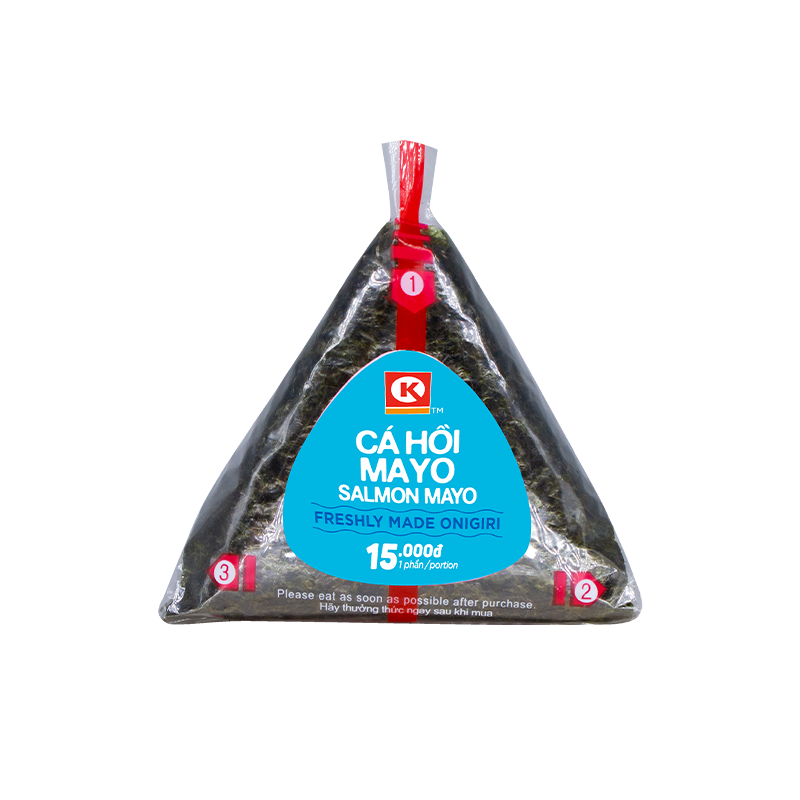 1
K
TM
CÁ HỒI
MAYO
SALMON MAYO
FRESHLY MADE ONIGIRI
15.000đ
1 phần/portion
3
2
Please eat as soon as possible after purchase.
Hãy thưởng thức ngay sau khi mua